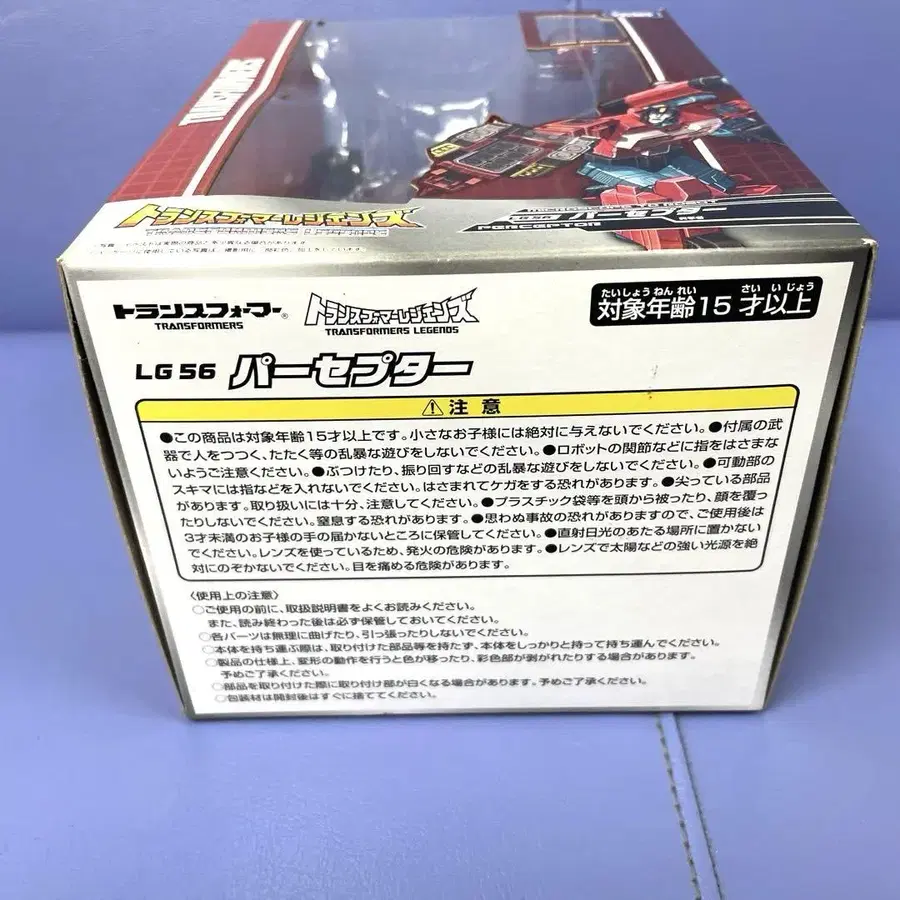 TRANSFORMERS
トランスフォーマーレジェンズ
TRANSFORMERS LEGENDS
LG 56 パーセプター
PERCEPTOR
トランスフォーマー®
TRANSFORMERS
トランスフォーマーレジェンズ
TRANSFORMERS LEGENDS
たいしょうねんれい さいいじょう
対象年齢15才以上
LG 56 パーセプター
⚠注意
●この商品は対象年齢15才以上です。小さなお子様には絶対に与えないでください。●付属の武
器で人をつつく、たたく等の乱暴な遊びをしないでください。●ロボットの関節などに指をはさまな
いようご注意ください。●ぶつけたり、振り回すなどの乱暴な遊びをしないでください。●可動部の
スキマには指などを入れないでください。はさまれてケガをする恐れがあります。●尖っている部品
があります。取り扱いには十分、注意してください。●プラスチック袋等を頭から被ったり、顔を覆っ
たりしないでください。窒息する恐れがあります。●思わぬ事故の恐れがありますので、ご使用後は
3才未満のお子様の手の届かないところに保管してください。●直射日光のあたる場所に置かない
でください。レンズを使っているため、発火の危険があります。●レンズで太陽などの強い光源を絶
対にのぞかないでください。目を痛める危険があります。
〈使用上の注意〉
○ご使用の前に、取扱説明書をよくお読みください。
また、読み終わった後は必ず保管しておいてください。
○各パーツは無理に曲げたり、引っ張ったりしないでください。
○本体を持ち運ぶ際は、取り付けた部品等を持たず、本体をしっかりと持って持ち運んでください。
○製品の仕様上、変形の動作を行うと色が移ったり、彩色部が剥がれたりする場合があります。
予めご了承ください。
○部品を取り付けた際に取り付け部が白くなる場合があります。予めご了承ください。
○包装材は開封後はすぐに捨ててください。